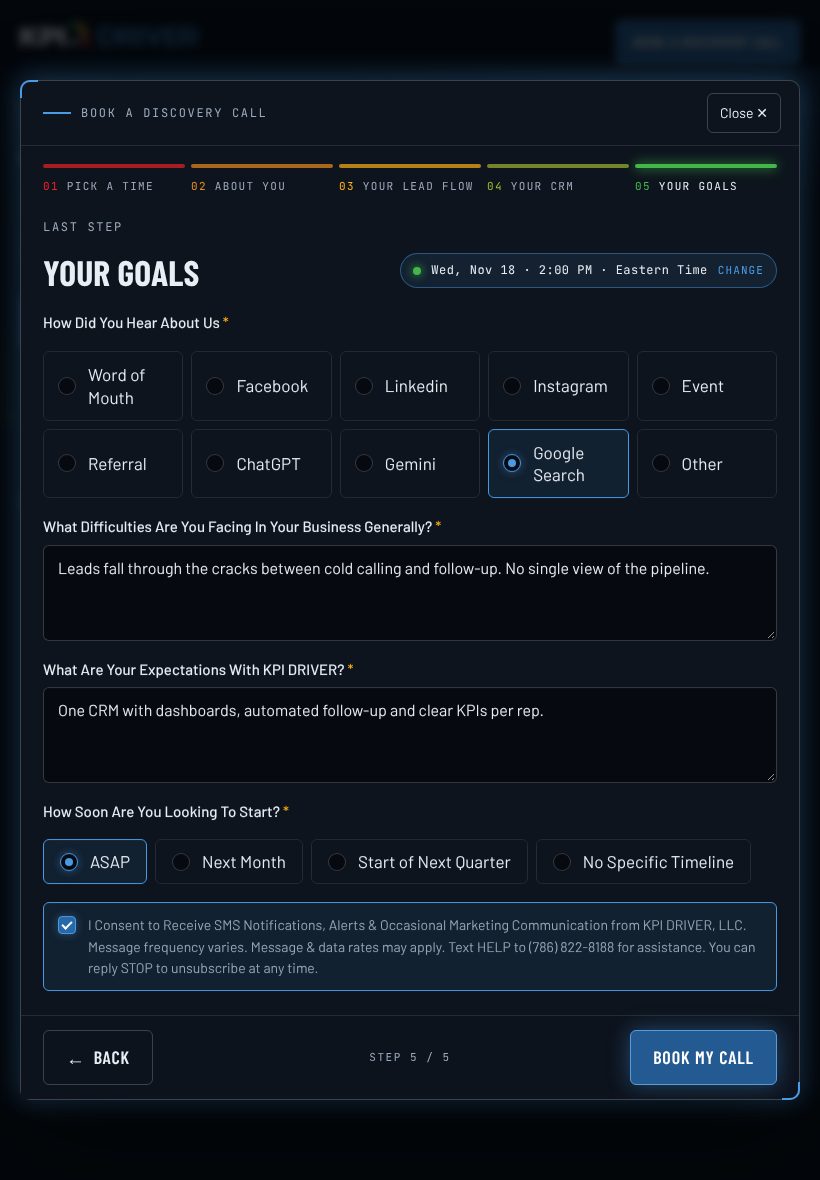 KPI DRIVER
BOOK A DISCOVERY CALL
Close ✕
01 PICK A TIME
02 ABOUT YOU
03 YOUR LEAD FLOW
04 YOUR CRM
05 YOUR GOALS
LAST STEP
YOUR GOALS
Wed, Nov 18 · 2:00 PM · Eastern Time CHANGE
How Did You Hear About Us *
Word of
Mouth
Facebook
Linkedin
Instagram
Event
Referral
ChatGPT
Gemini
Google
Search
Other
What Difficulties Are You Facing In Your Business Generally? *
Leads fall through the cracks between cold calling and follow-up. No single view of the pipeline.
What Are Your Expectations With KPI DRIVER? *
One CRM with dashboards, automated follow-up and clear KPIs per rep.
How Soon Are You Looking To Start? *
ASAP
Next Month
Start of Next Quarter
No Specific Timeline
I Consent to Receive SMS Notifications, Alerts & Occasional Marketing Communication from KPI DRIVER, LLC.
Message frequency varies. Message & data rates may apply. Text HELP to (786) 822-8188 for assistance. You can
reply STOP to unsubscribe at any time.
← BACK
STEP 5 / 5
BOOK MY CALL